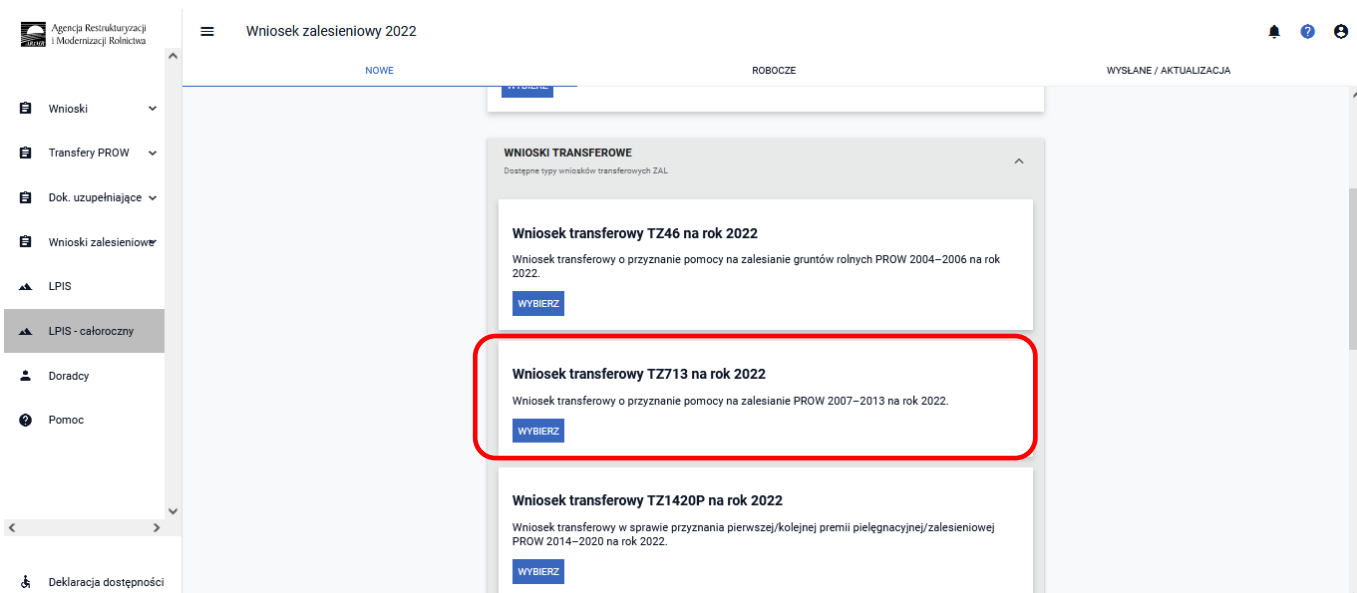 Agencja Restrukturyzacji
i Modernizacji Rolnictwa
ARiMR
Wniosek zalesieniowy 2022
NOWE
ROBOCZE
WYSŁANE / AKTUALIZACJA
Wnioski
Transfery PROW
Dok. uzupełniające
Wnioski zalesieniowe
LPIS
LPIS - całoroczny
Doradcy
Pomoc
Deklaracja dostępności
WYBIERZ
WNIOSKI TRANSFEROWE
Dostępne typy wniosków transferowych ZAL
Wniosek transferowy TZ46 na rok 2022
Wniosek transferowy o przyznanie pomocy na zalesianie gruntów rolnych PROW 2004–2006 na rok
2022.
WYBIERZ
Wniosek transferowy TZ713 na rok 2022
Wniosek transferowy o przyznanie pomocy na zalesianie PROW 2007–2013 na rok 2022.
WYBIERZ
Wniosek transferowy TZ1420P na rok 2022
Wniosek transferowy w sprawie przyznania pierwszej/kolejnej premii pielęgnacyjnej/zalesieniowej
PROW 2014–2020 na rok 2022.
WYBIERZ